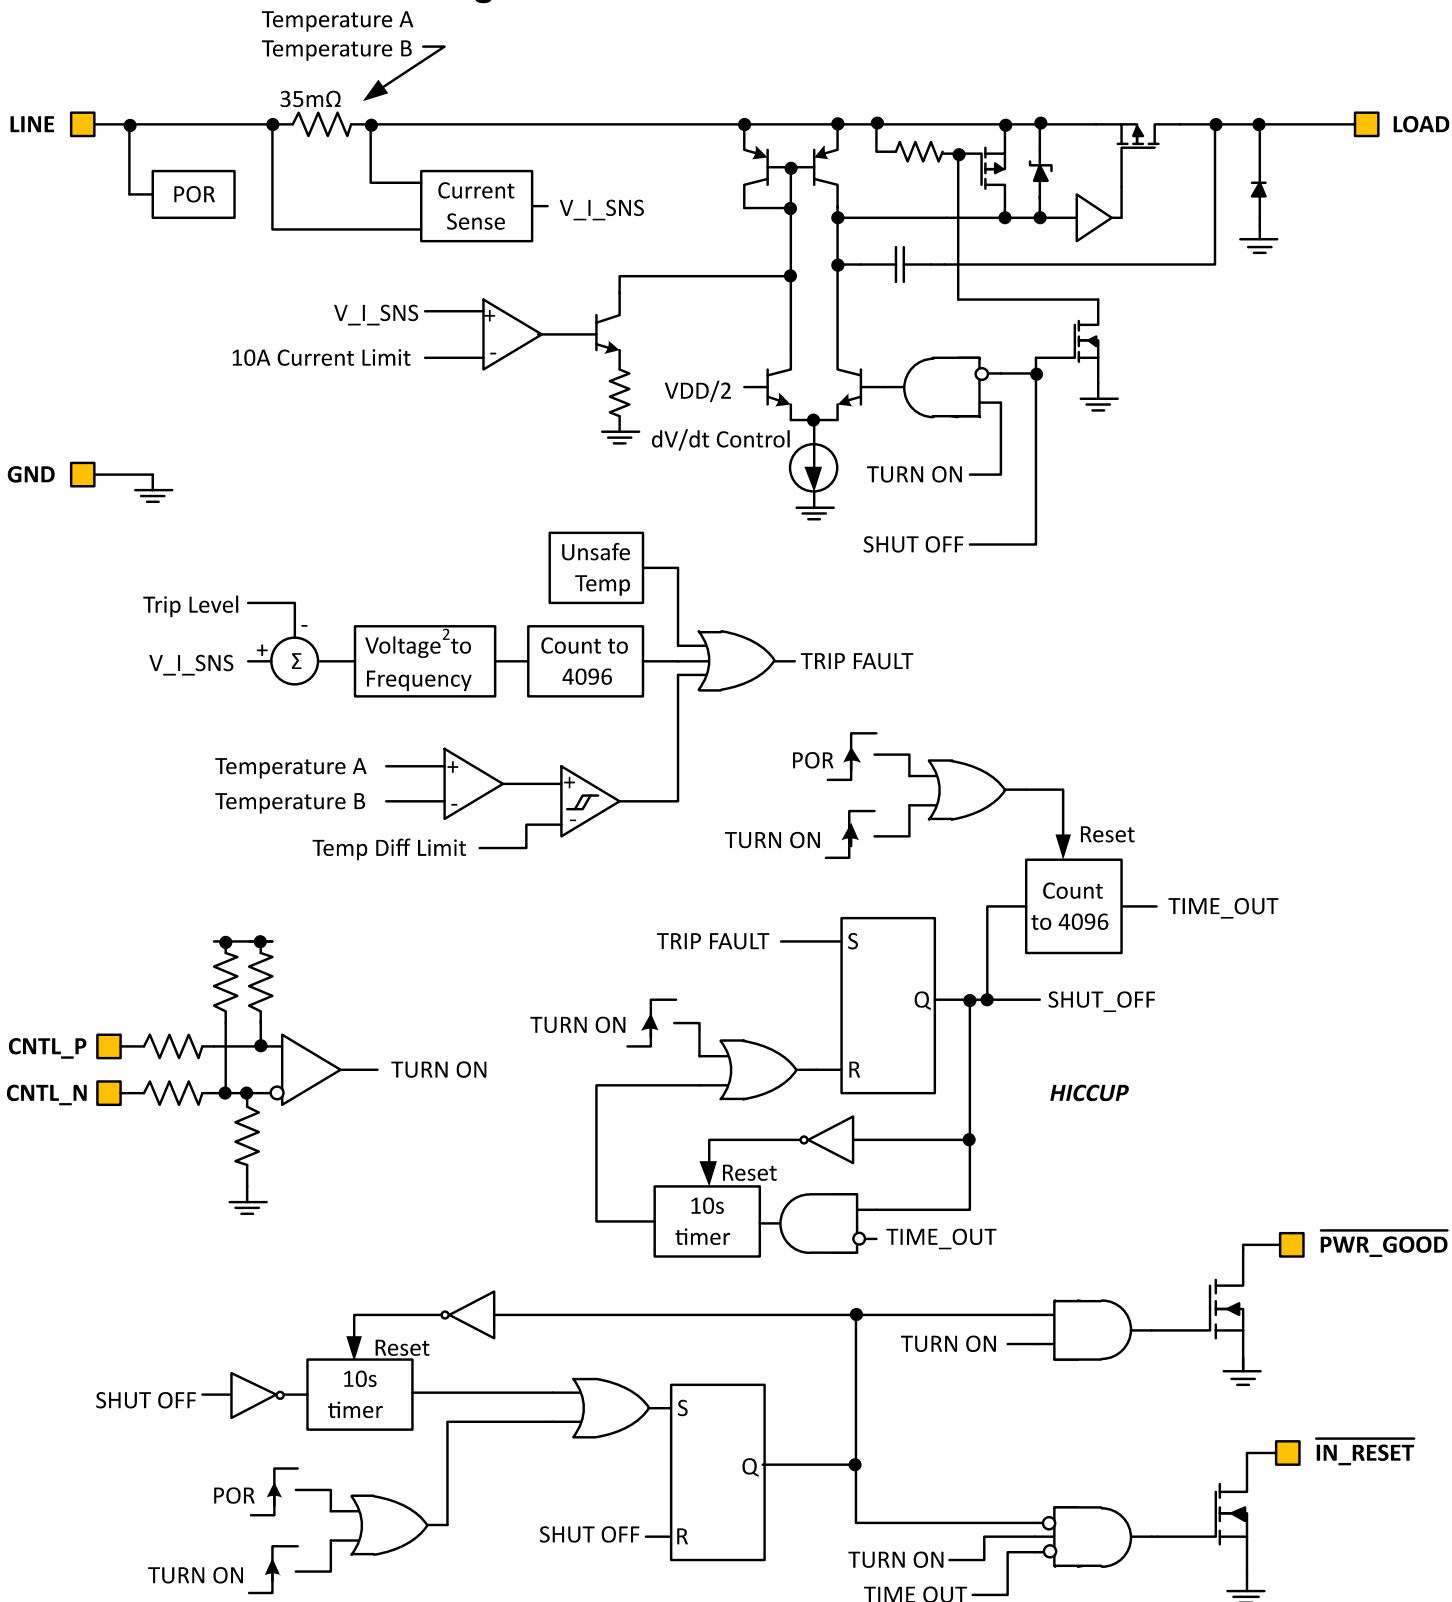 Temperature A
Temperature B
35mΩ
LINE
LOAD
POR
Current
Sense
V_I_SNS
V_I_SNS
+
-
10A Current Limit
VDD/2
dV/dt Control
TURN ON
GND
SHUT OFF
Unsafe
Temp
Trip Level
-
+
V_I_SNS
Σ
Voltage2 to
Frequency
Count to
4096
TRIP FAULT
Temperature A
+
Temperature B
-
+
-
Temp Diff Limit
POR
TURN ON
Reset
Count
to 4096
TIME_OUT
TRIP FAULT
S
Q
SHUT_OFF
TURN ON
R
CNTL_P
TURN ON
CNTL_N
HICCUP
Reset
10s
timer
TIME_OUT
PWR_GOOD
TURN ON
Reset
SHUT OFF
10s
timer
S
Q
IN_RESET
POR
SHUT OFF
R
TURN ON
TURN ON
TIME OUT